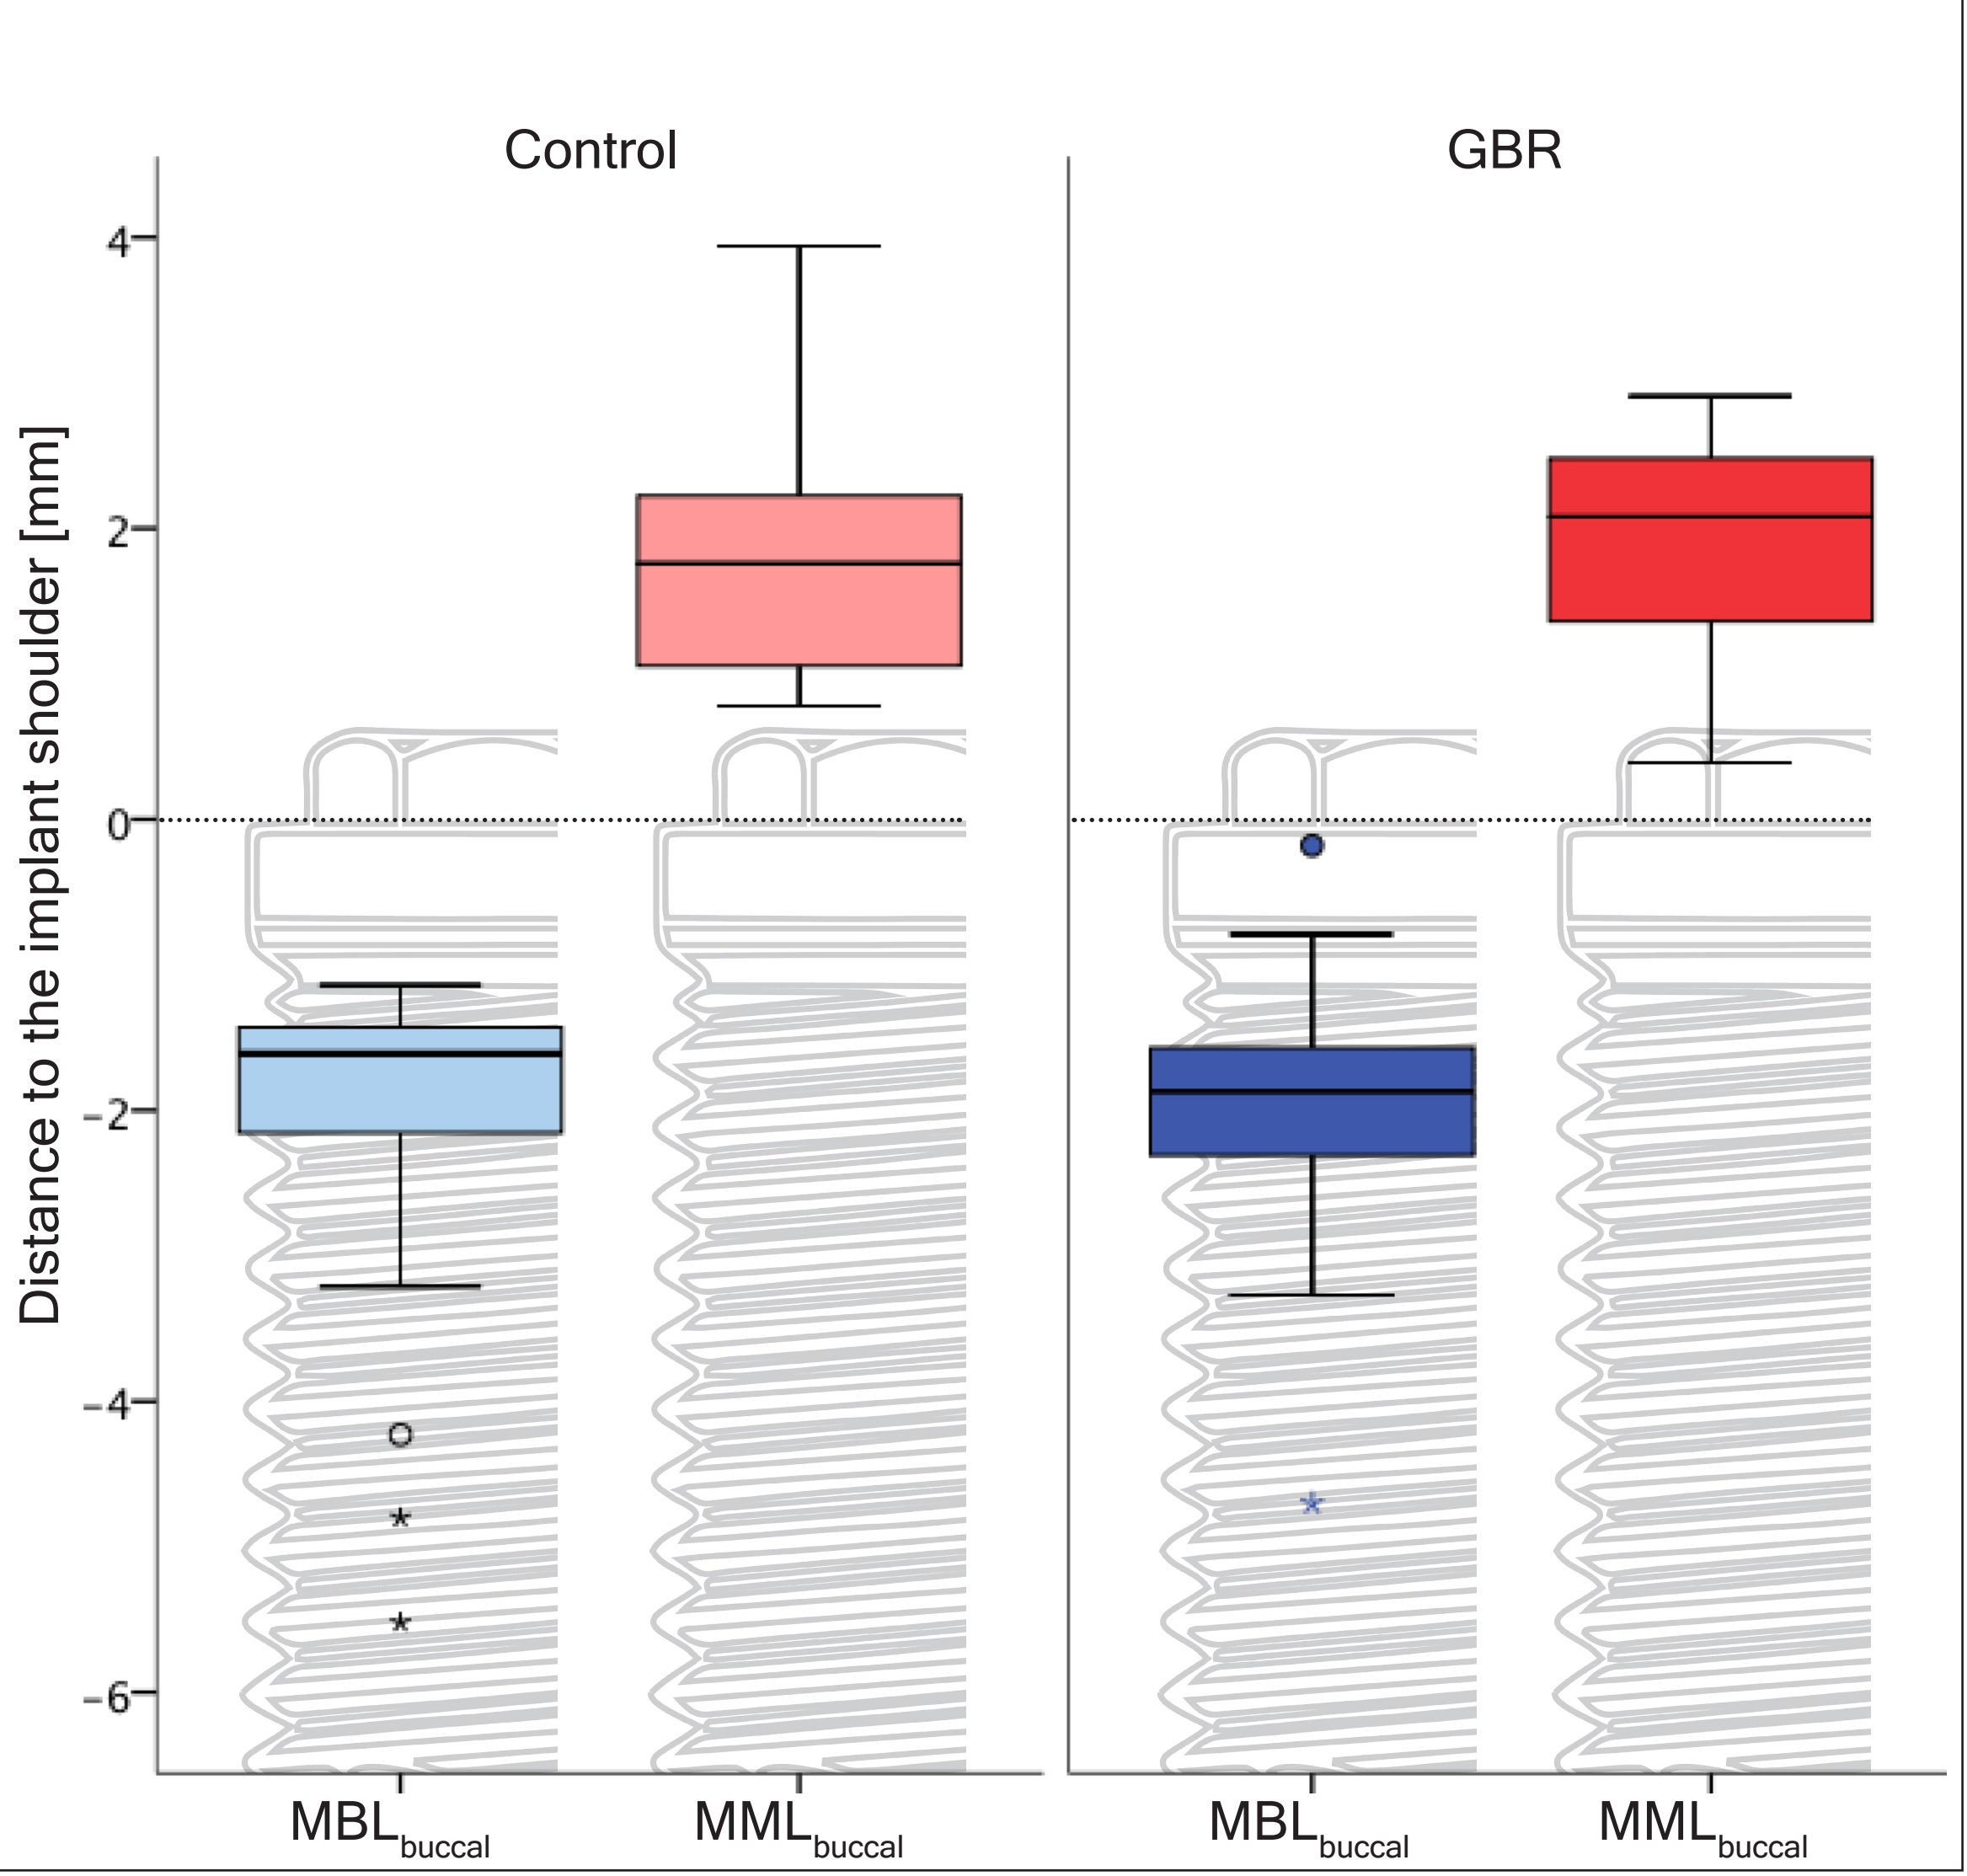 Control
GBR
Distance to the implant shoulder [mm]
4
2
0
−2
−4
−6
MBLbuccal
MMLbuccal
MBLbuccal
MMLbuccal